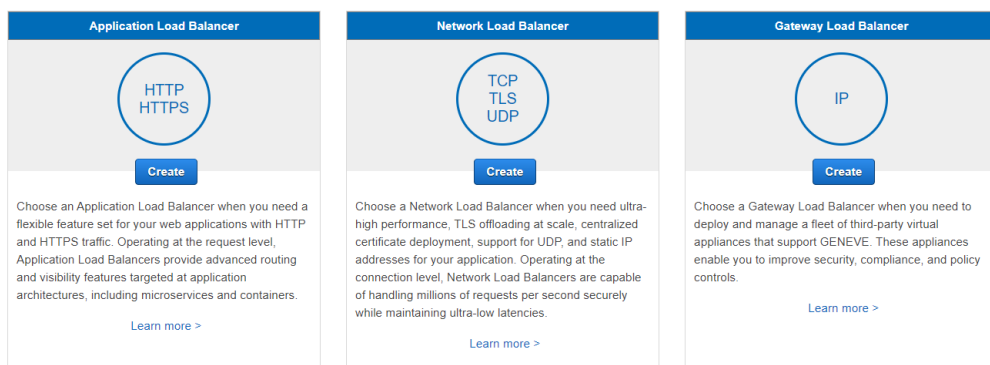 Application Load Balancer
HTTP
HTTPS
Create
Choose an Application Load Balancer when you need a
flexible feature set for your web applications with HTTP
and HTTPS traffic. Operating at the request level,
Application Load Balancers provide advanced routing
and visibility features targeted at application
architectures, including microservices and containers.
Learn more >
Network Load Balancer
TCP
TLS
UDP
Create
Choose a Network Load Balancer when you need ultra-
high performance, TLS offloading at scale, centralized
certificate deployment, support for UDP, and static IP
addresses for your application. Operating at the
connection level, Network Load Balancers are capable
of handling millions of requests per second securely
while maintaining ultra-low latencies.
Learn more >
Gateway Load Balancer
IP
Create
Choose a Gateway Load Balancer when you need to
deploy and manage a fleet of third-party virtual
appliances that support GENEVE. These appliances
enable you to improve security, compliance, and policy
controls.
Learn more >